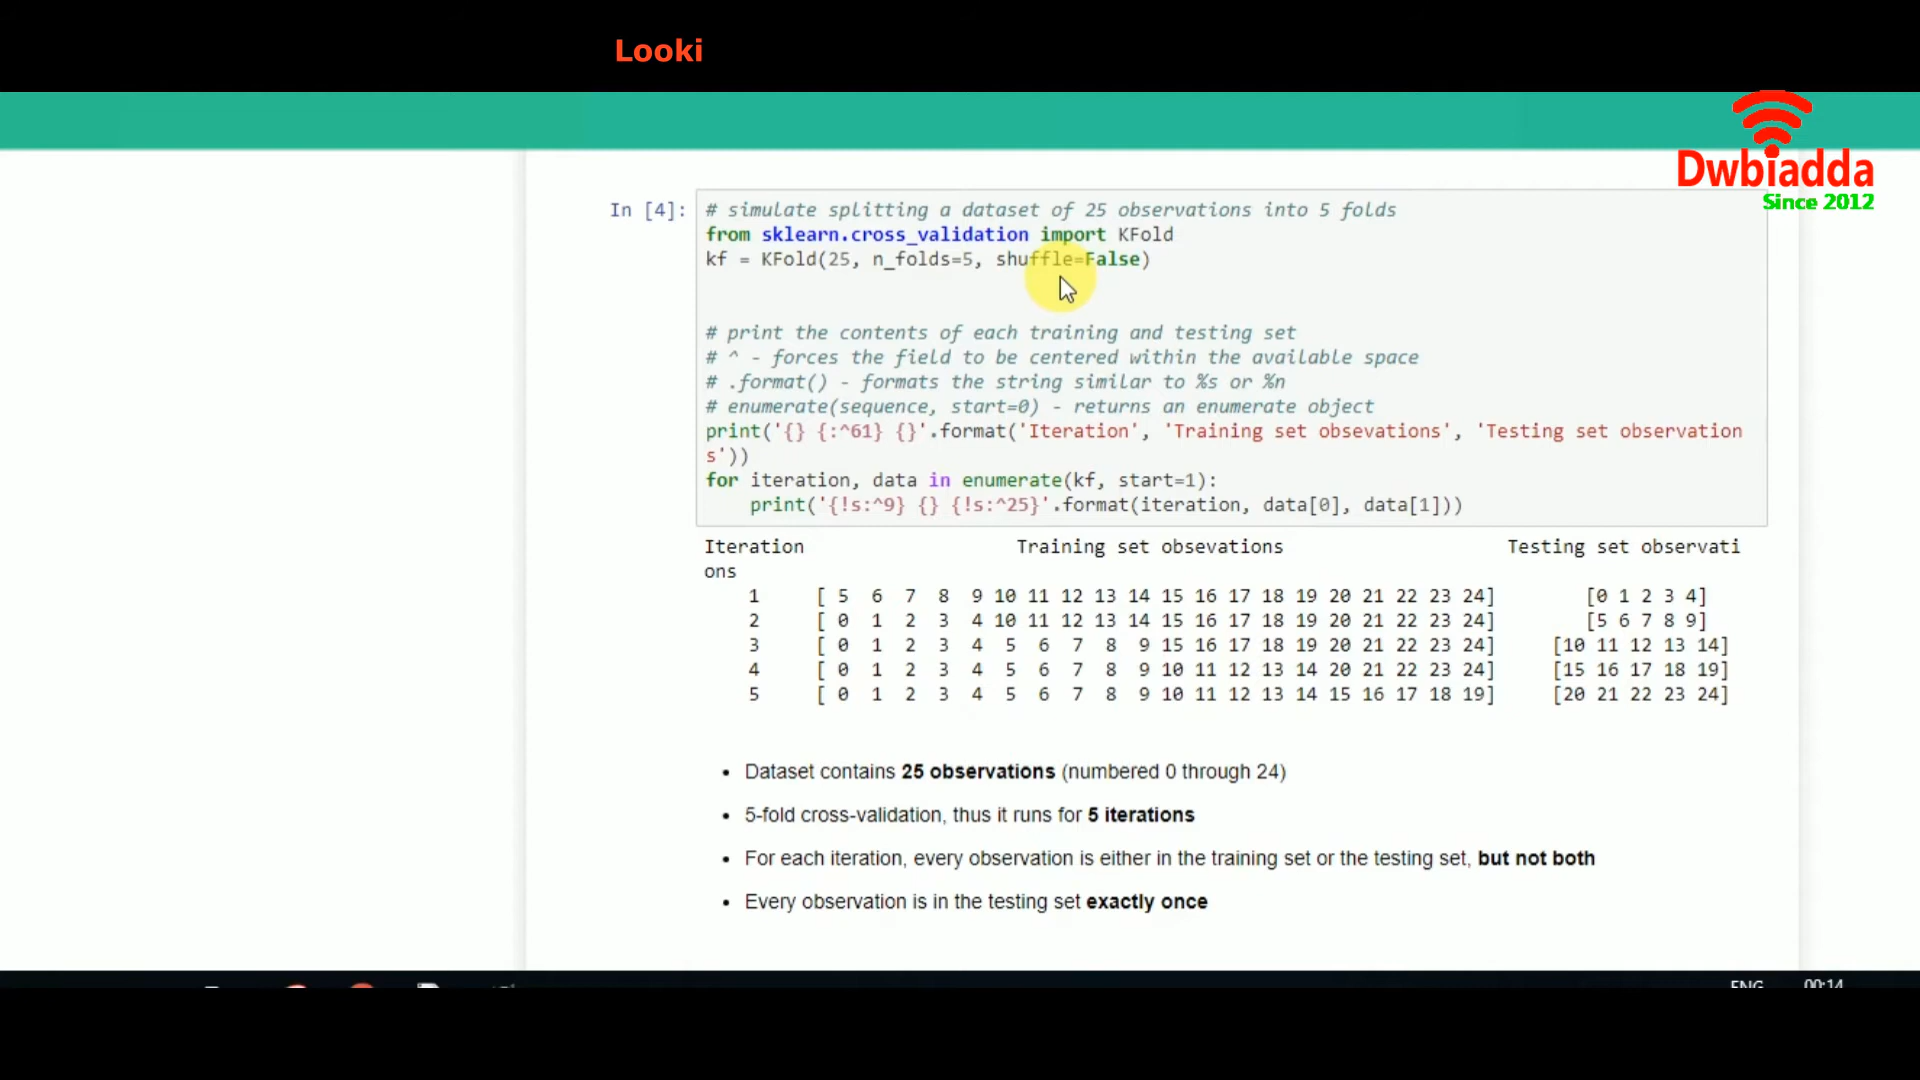 Looki
Dwbiadda
Since 2012
In [4]:
# simulate splitting a dataset of 25 observations into 5 folds
from sklearn.cross_validation import KFold
kf = KFold(25, n_folds=5, shuffle=False)
# print the contents of each training and testing set
# ^ - forces the field to be centered within the available space
# .format() - formats the string similar to %s or %n
# enumerate(sequence, start=0) - returns an enumerate object
print('{} {:^61} {}'.format('Iteration', 'Training set obsevations', 'Testing set observation
s'))
for iteration, data in enumerate(kf, start=1):
    print('{!s:^9} {} {!s:^25}'.format(iteration, data[0], data[1]))
Iteration Training set obsevations Testing set observati
ons
1 [ 5 6 7 8 9 10 11 12 13 14 15 16 17 18 19 20 21 22 23 24] [0 1 2 3 4]
2 [ 0 1 2 3 4 10 11 12 13 14 15 16 17 18 19 20 21 22 23 24] [5 6 7 8 9]
3 [ 0 1 2 3 4 5 6 7 8 9 15 16 17 18 19 20 21 22 23 24] [10 11 12 13 14]
4 [ 0 1 2 3 4 5 6 7 8 9 10 11 12 13 14 20 21 22 23 24] [15 16 17 18 19]
5 [ 0 1 2 3 4 5 6 7 8 9 10 11 12 13 14 15 16 17 18 19] [20 21 22 23 24]
• Dataset contains 25 observations (numbered 0 through 24)
• 5-fold cross-validation, thus it runs for 5 iterations
• For each iteration, every observation is either in the training set or the testing set, but not both
• Every observation is in the testing set exactly once
ENG 00:14